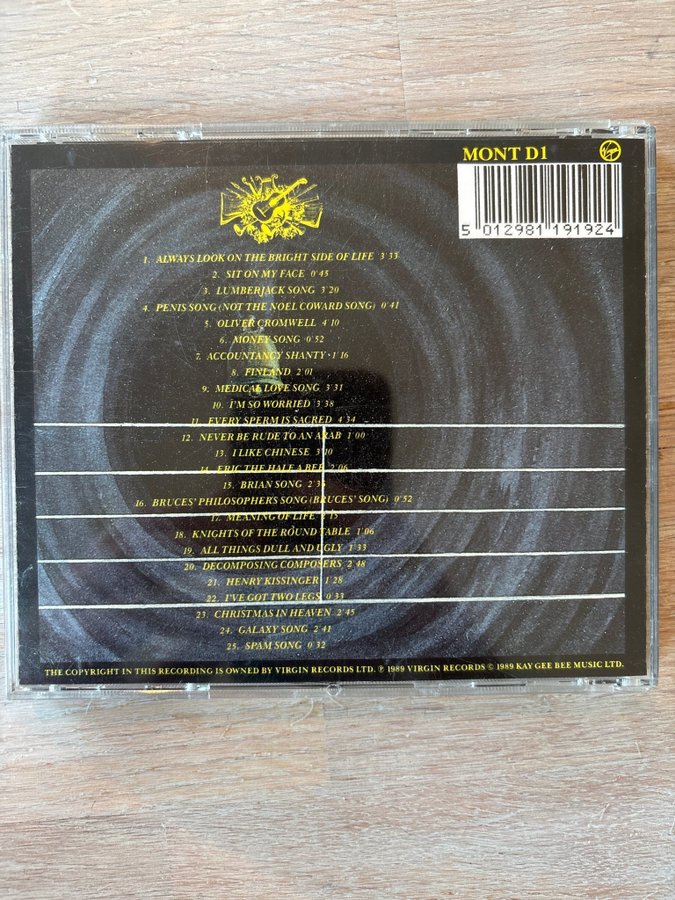 MONT D1
Virgin
5 012981 191924
1. ALWAYS LOOK ON THE BRIGHT SIDE OF LIFE 3'33
2. SIT ON MY FACE 0'45
3. LUMBERJACK SONG 3'20
4. PENIS SONG (NOT THE NOEL COWARD SONG) 0'41
5. OLIVER CROMWELL 4'10
6. MONEY SONG 0'52
7. ACCOUNTANCY SHANTY · 1'16
8. FINLAND 2'01
9. MEDICAL LOVE SONG 3'31
10. I'M SO WORRIED 3'38
11. EVERY SPERM IS SACRED 4'34
12. NEVER BE RUDE TO AN ARAB 1'00
13. I LIKE CHINESE 3'10
14. ERIC THE HALF A BEE 2'06
15. BRIAN SONG
16. BRUCES' PHILOSOPHERS SONG (BRUCES' SONG) 0'52
17. MEANING OF LIFE 2'15
18. KNIGHTS OF THE ROUND TABLE 1'06
19. ALL THINGS DULL AND UGLY 1'33
20. DECOMPOSING COMPOSERS 2'48
21. HENRY KISSINGER 1'28
22. I'VE GOT TWO LEGS 0'33
23. CHRISTMAS IN HEAVEN 2'45
24. GALAXY SONG 2'41
25. SPAM SONG 0'32
THE COPYRIGHT IN THIS RECORDING IS OWNED BY VIRGIN RECORDS LTD. ℗ 1989 VIRGIN RECORDS © 1989 KAY GEE BEE MUSIC LTD.